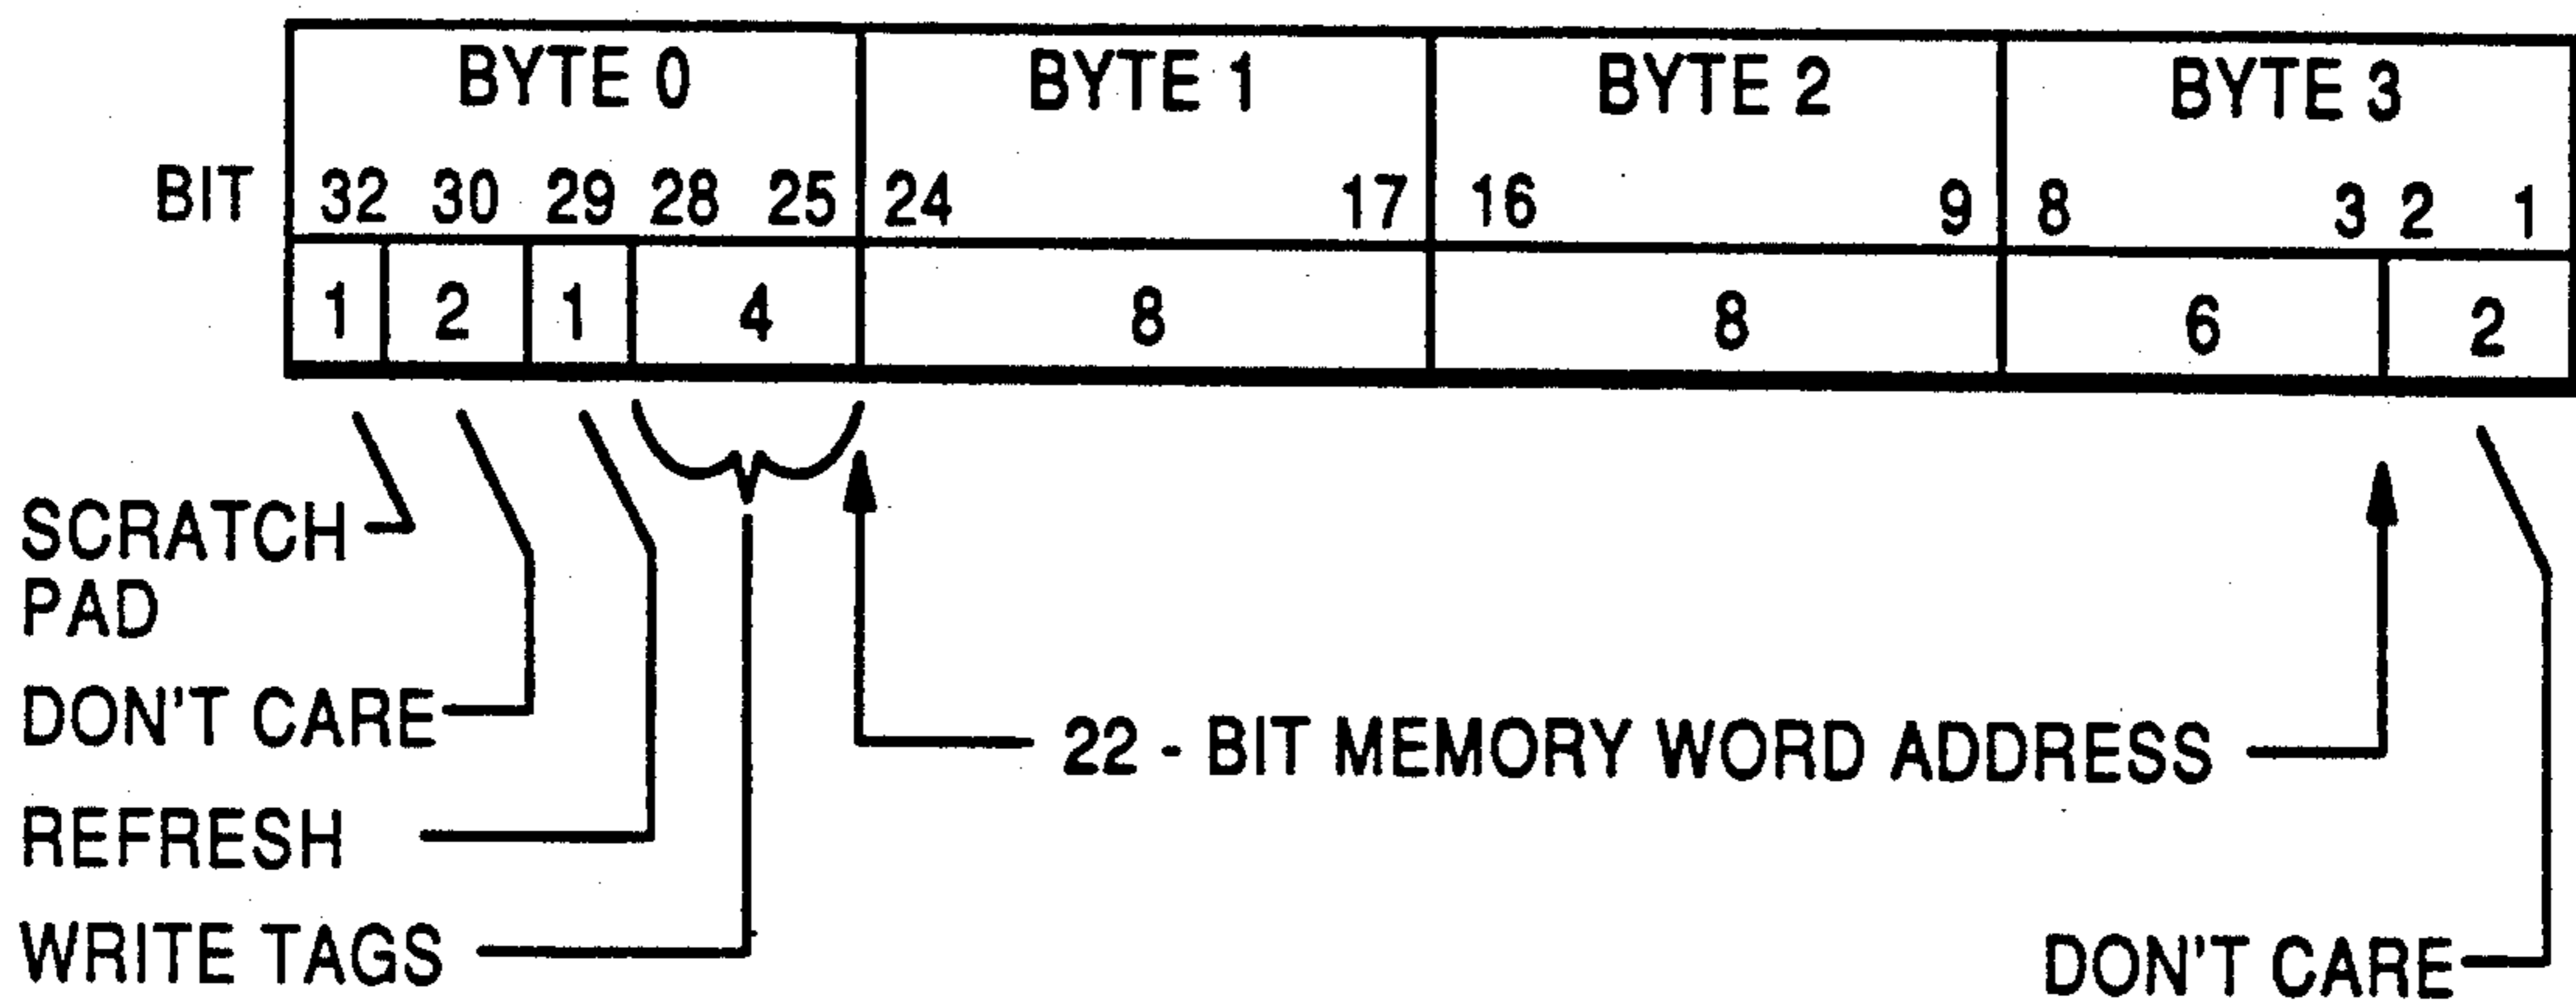 BYTE 0 BYTE 1 BYTE 2 BYTE 3
BIT 32 30 29 28 25 24 17 16 9 8 3 2 1
1 2 1 4 8 8 6 2
SCRATCH
PAD
DON'T CARE
22 - BIT MEMORY WORD ADDRESS
REFRESH
WRITE TAGS
DON'T CARE